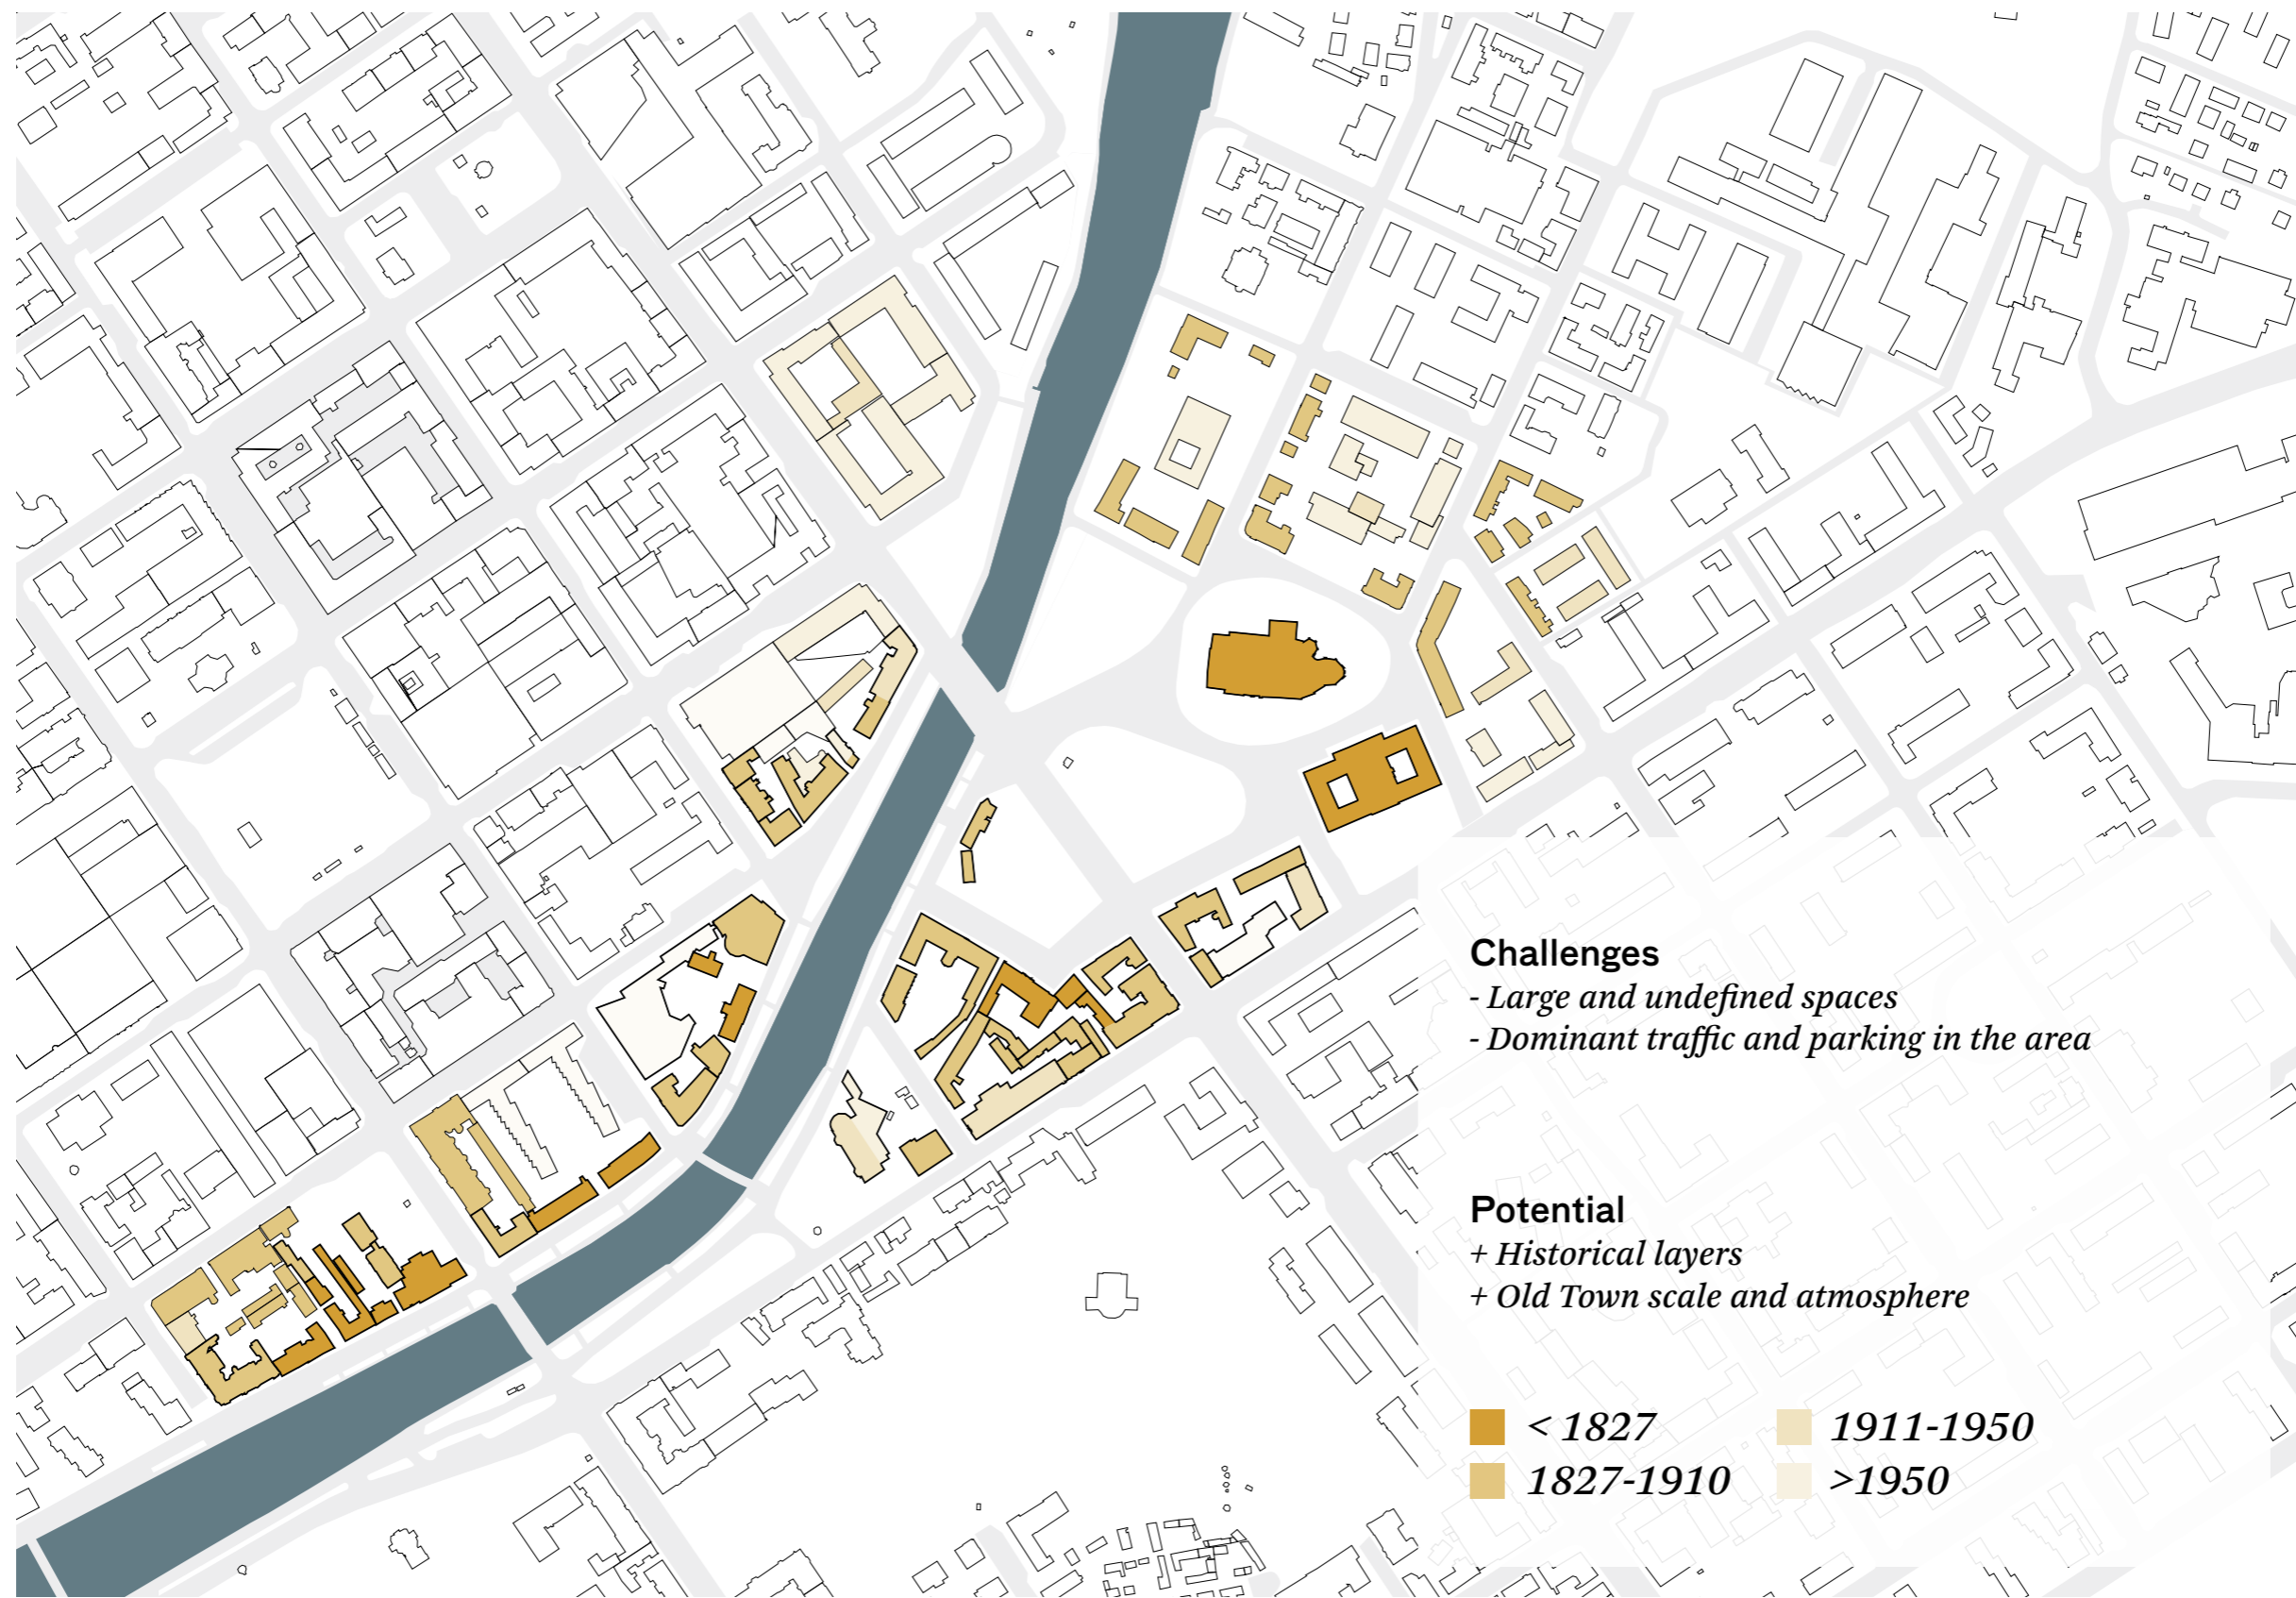 Challenges
- Large and undefined spaces
- Dominant traffic and parking in the area
Potential
+ Historical layers
+ Old Town scale and atmosphere
< 1827
1911-1950
1827-1910
>1950